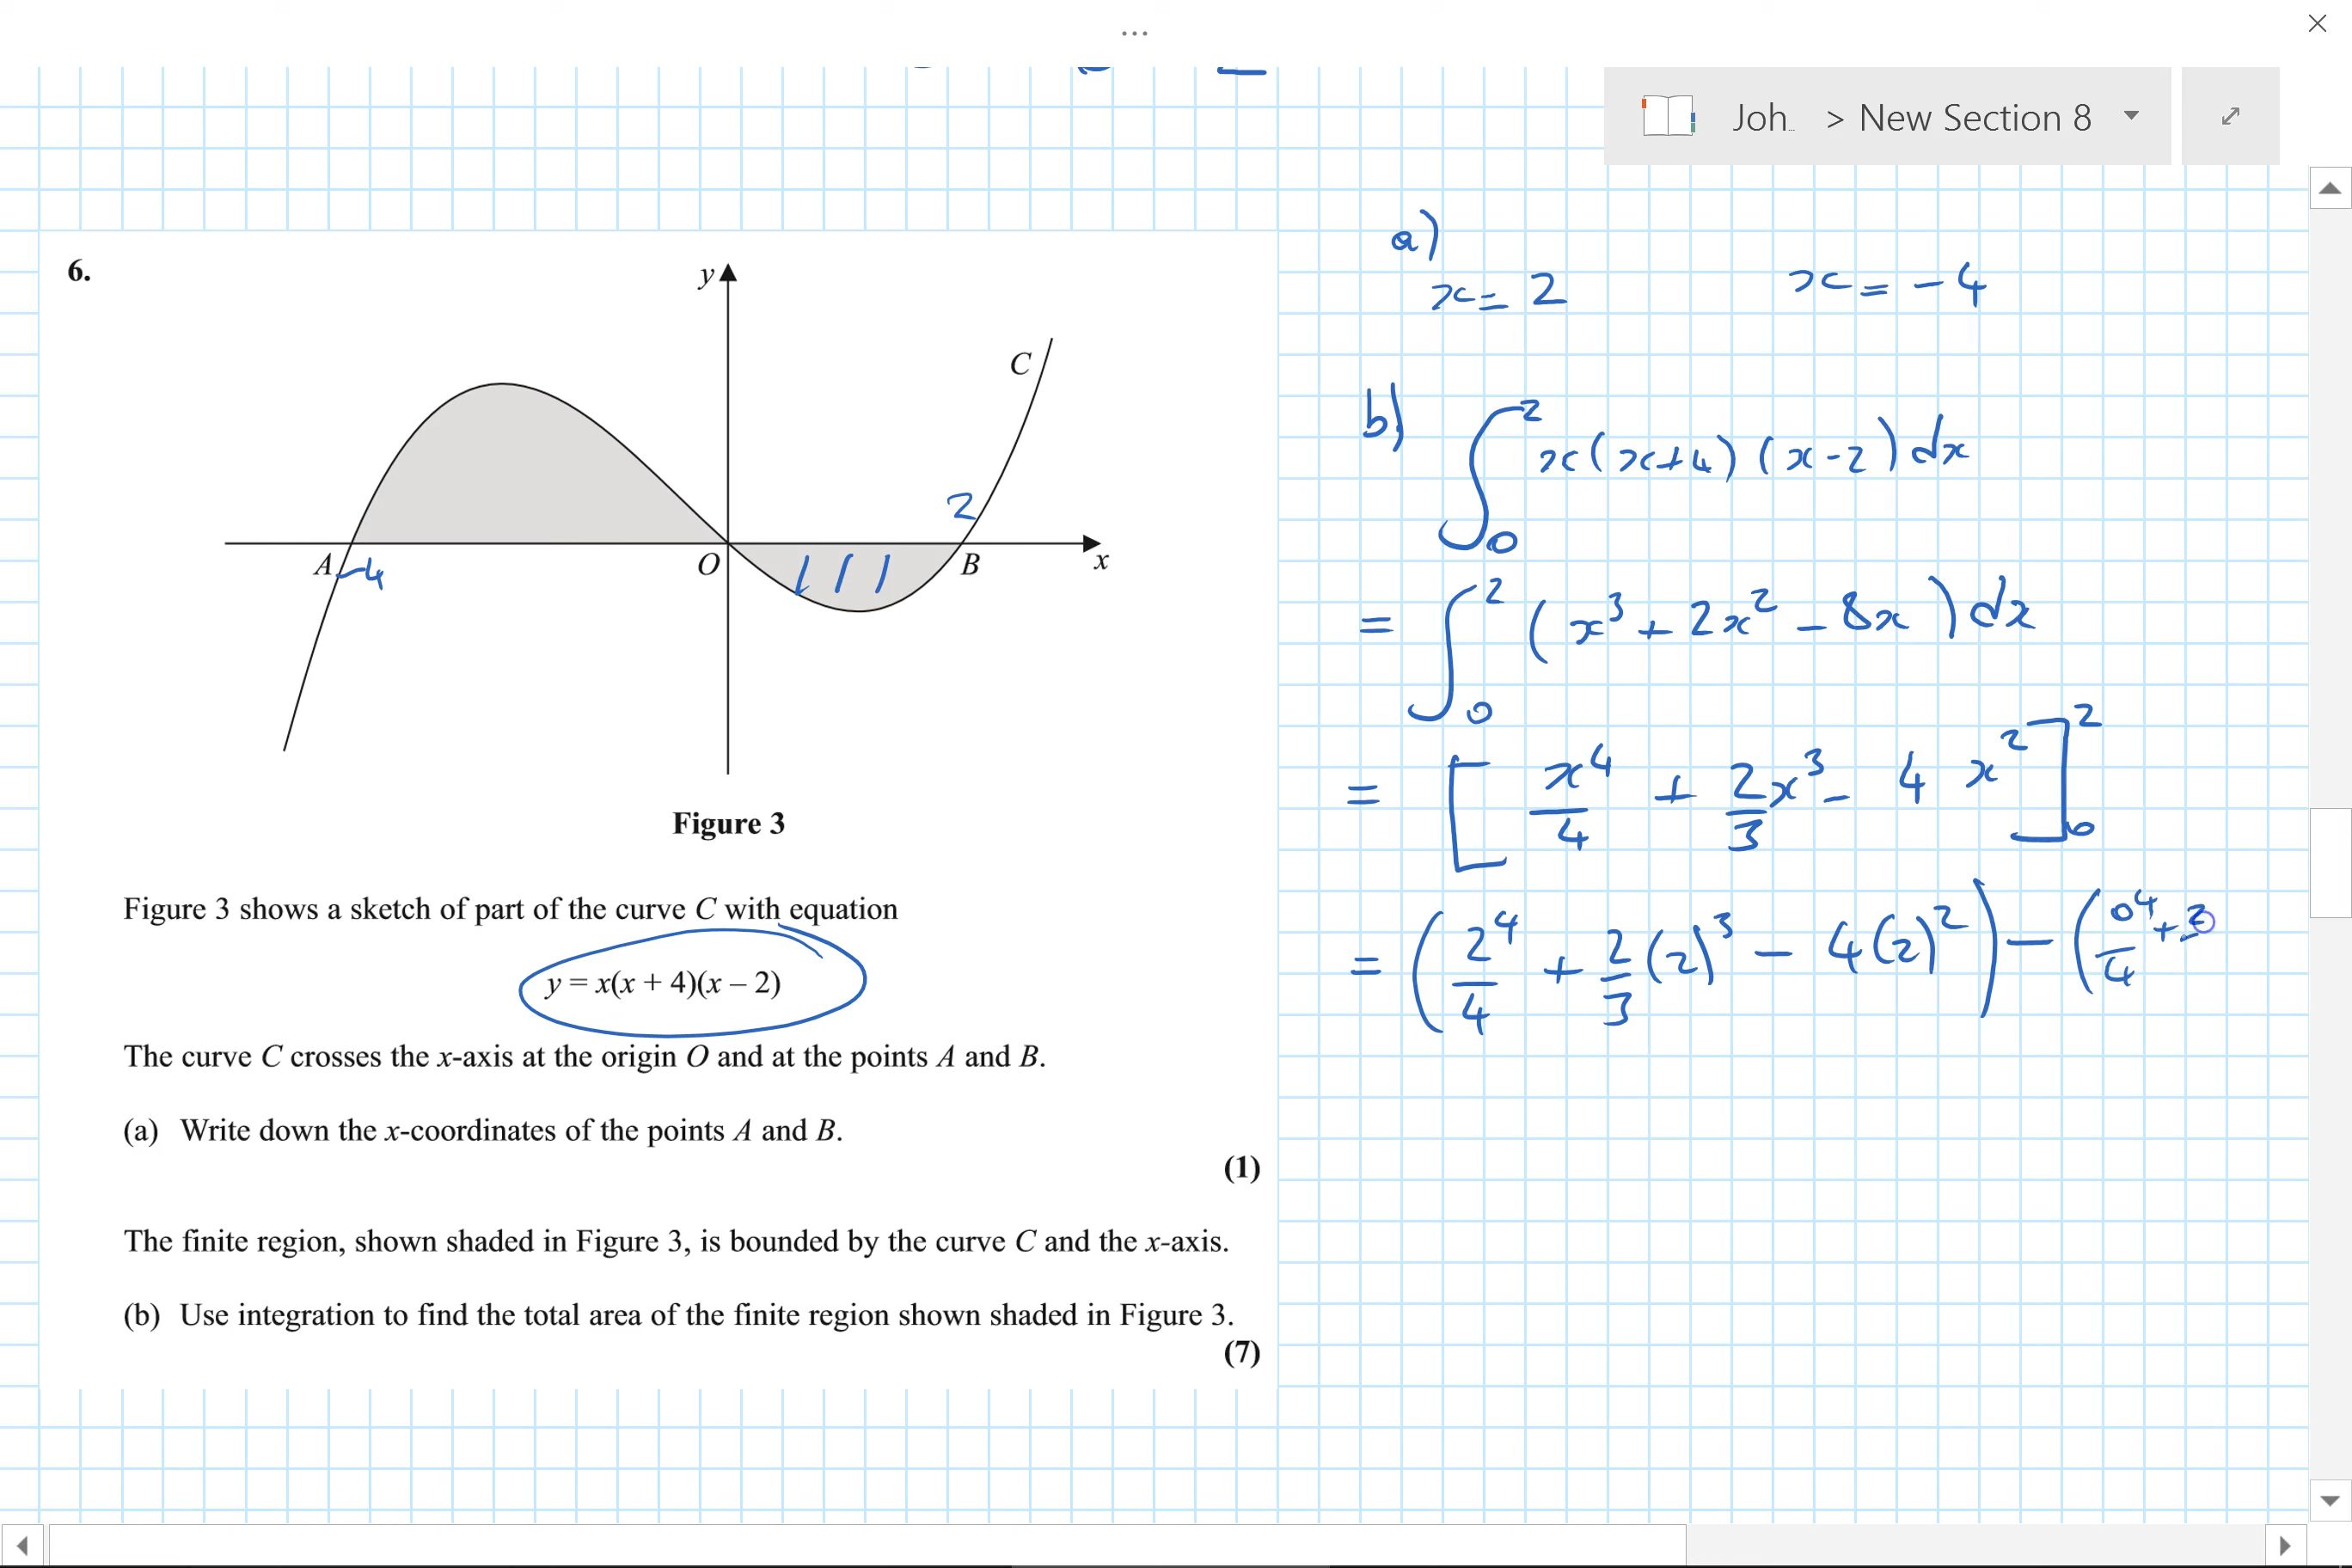 ...
Joh... > New Section 8
6.
y
C
2
A -4 O B x
Figure 3
Figure 3 shows a sketch of part of the curve C with equation
y = x(x + 4)(x – 2)
The curve C crosses the x-axis at the origin O and at the points A and B.
(a) Write down the x-coordinates of the points A and B.
(1)
The finite region, shown shaded in Figure 3, is bounded by the curve C and the x-axis.
(b) Use integration to find the total area of the finite region shown shaded in Figure 3.
(7)
a)
x = 2 x = -4
b) ∫₀² x(x+4)(x-2)dx
= ∫₀² (x³ + 2x² - 8x)dx
= [x⁴/4 + 2/3x³ - 4x²]₀²
= (2⁴/4 + 2/3(2)³ - 4(2)²) - (0⁴/4 + 2